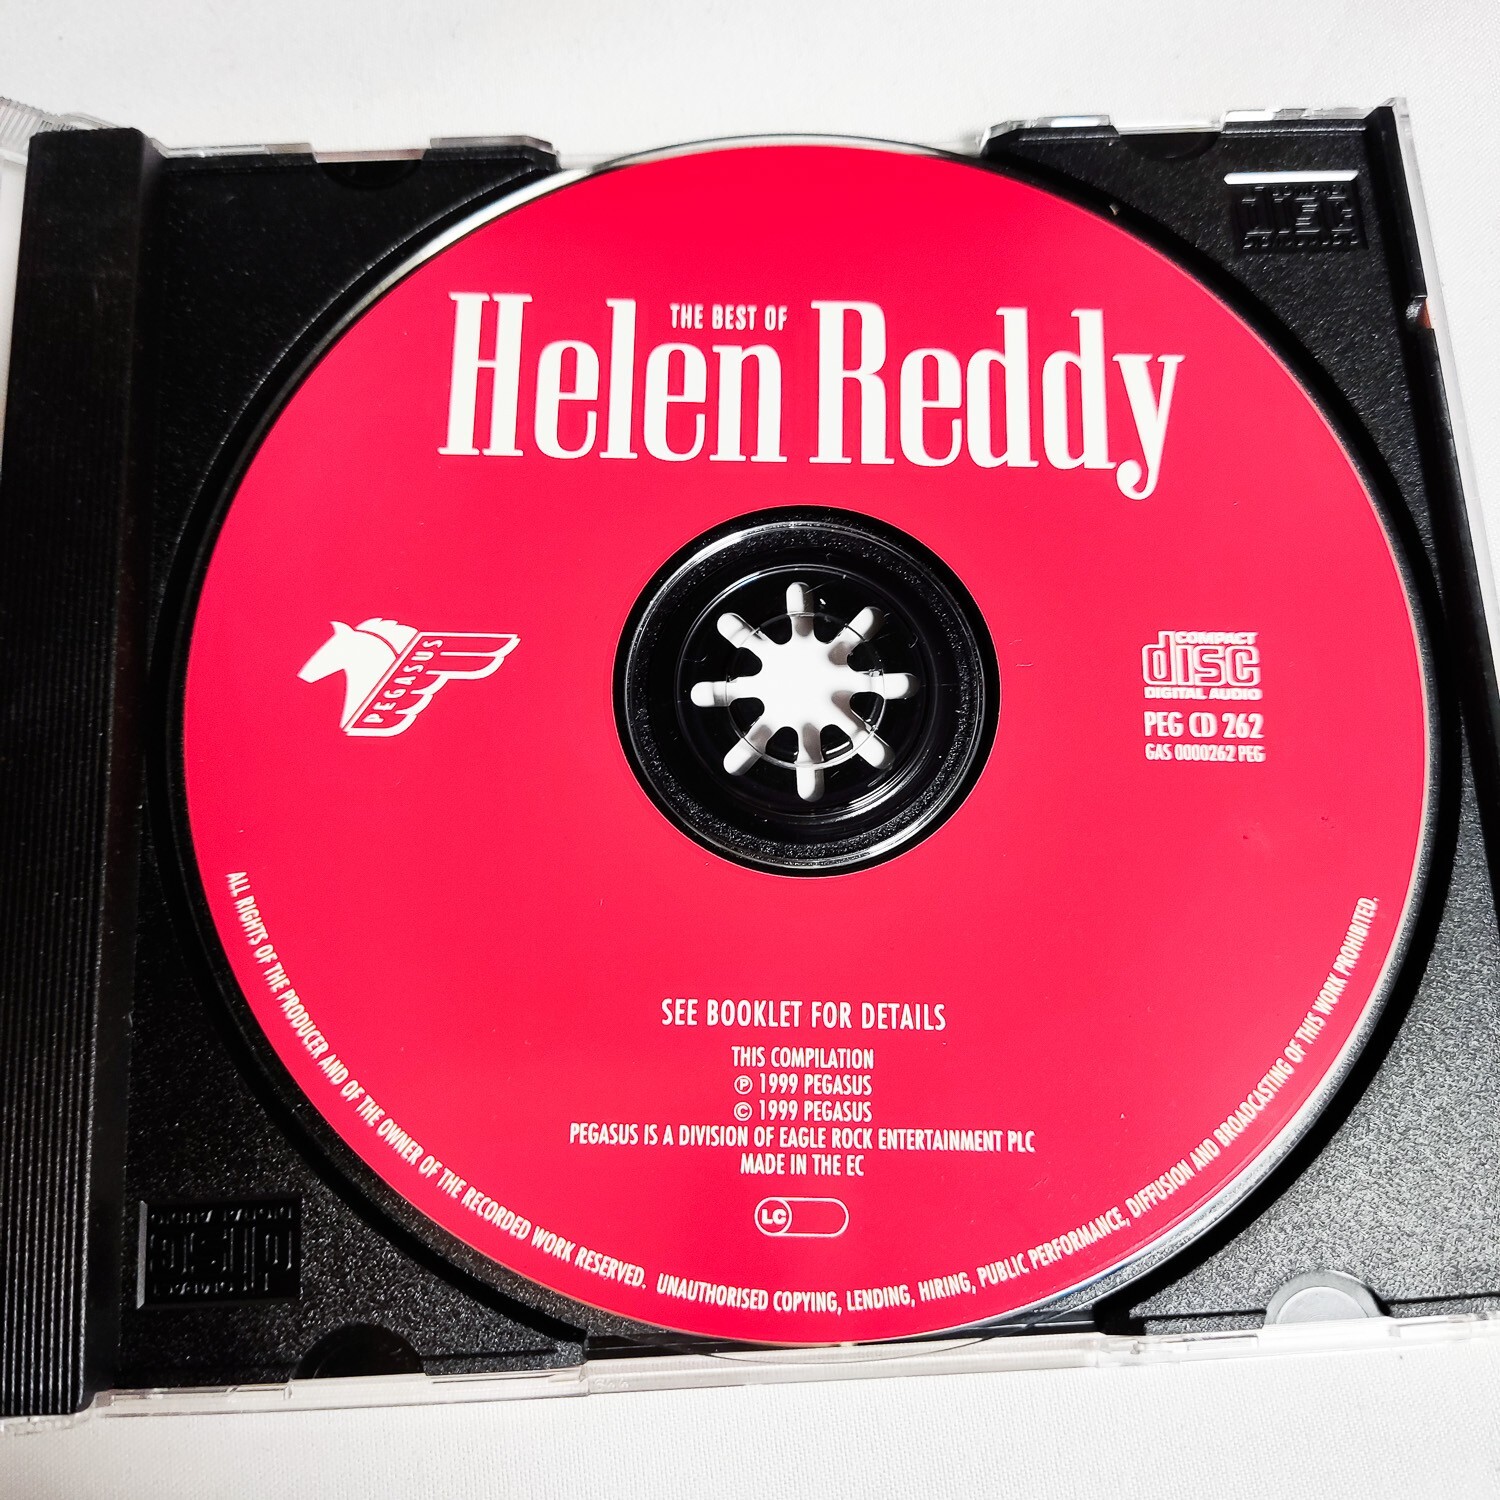 THE BEST OF
Helen Reddy
PEGASUS
COMPACT
disc
DIGITAL AUDIO
PEG CD 262
GAS 0000262 PEG
SEE BOOKLET FOR DETAILS
THIS COMPILATION
℗ 1999 PEGASUS
© 1999 PEGASUS
PEGASUS IS A DIVISION OF EAGLE ROCK ENTERTAINMENT PLC
MADE IN THE EC
LC
ALL RIGHTS OF THE PRODUCER AND OF THE OWNER OF THE RECORDED WORK RESERVED. UNAUTHORISED COPYING, LENDING, HIRING, PUBLIC PERFORMANCE, DIFFUSION AND BROADCASTING OF THIS WORK PROHIBITED.